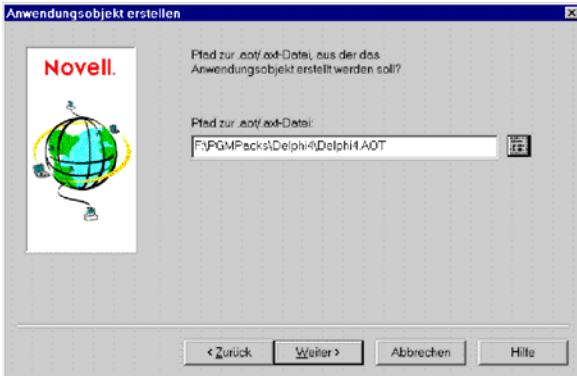 Anwendungsobjekt erstellen
Novell.
Pfad zur .aot/.axt-Datei, aus der das
Anwendungsobjekt erstellt werden soll?
Pfad zur .aot/.axt-Datei:
F:\PGMPacks\Delphi4\Delphi4.AOT
< Zurück
Weiter >
Abbrechen
Hilfe